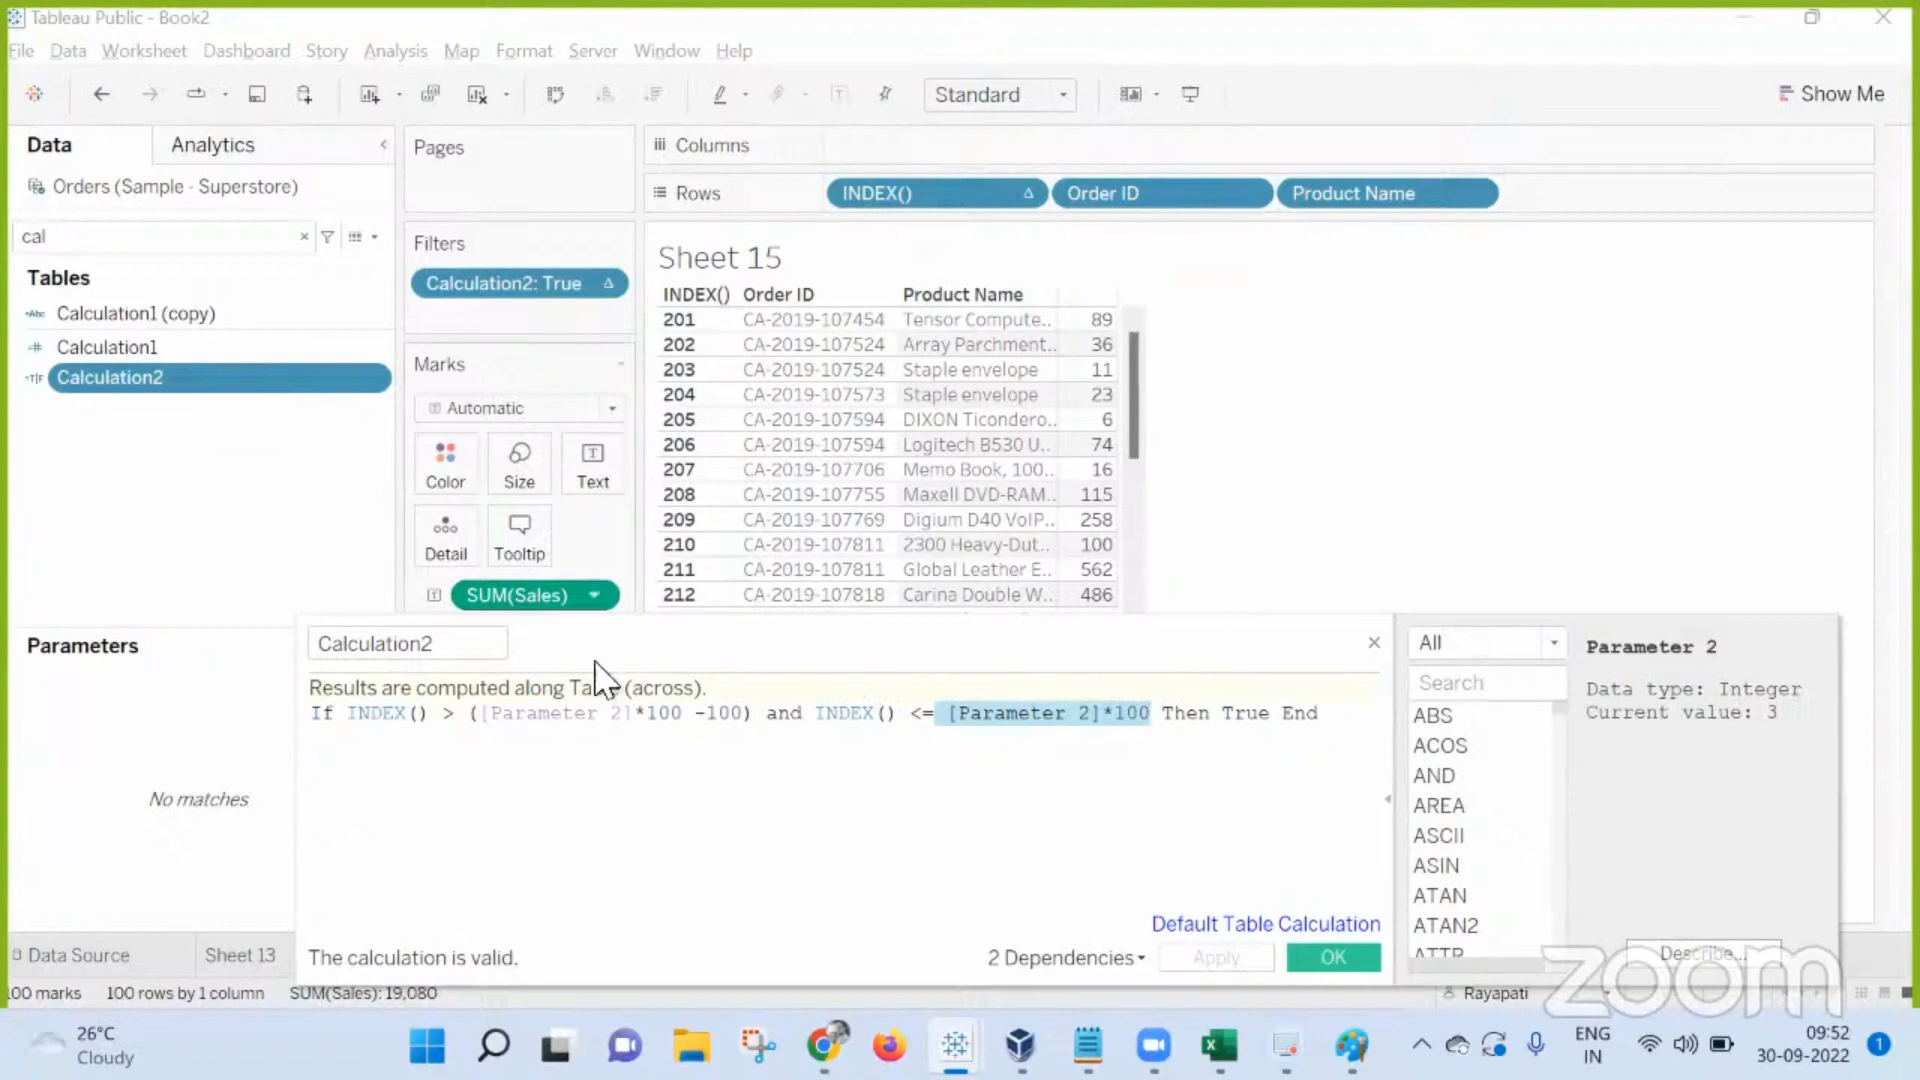 Tableau Public - Book2
File Data Worksheet Dashboard Story Analysis Map Format Server Window Help
Standard
Show Me
Data Analytics
Orders (Sample - Superstore)
cal
Tables
Calculation1 (copy)
Calculation1
Calculation2
Parameters
No matches
Pages
Filters
Calculation2: True
Marks
Automatic
Color Size Text
Detail Tooltip
SUM(Sales)
Columns
Rows INDEX() Order ID Product Name
Sheet 15
INDEX() Order ID Product Name
201 CA-2019-107454 Tensor Compute.. 89
202 CA-2019-107524 Array Parchment.. 36
203 CA-2019-107524 Staple envelope 11
204 CA-2019-107573 Staple envelope 23
205 CA-2019-107594 DIXON Ticondero.. 6
206 CA-2019-107594 Logitech B530 U.. 74
207 CA-2019-107706 Memo Book, 100.. 16
208 CA-2019-107755 Maxell DVD-RAM.. 115
209 CA-2019-107769 Digium D40 VoIP.. 258
210 CA-2019-107811 2300 Heavy-Dut.. 100
211 CA-2019-107811 Global Leather E.. 562
212 CA-2019-107818 Carina Double W.. 486
Calculation2
Results are computed along (across).
If INDEX() > ([Parameter 2]*100 -100) and INDEX() <= [Parameter 2]*100 Then True End
Default Table Calculation
The calculation is valid.
2 Dependencies
Apply
OK
All
Search
ABS
ACOS
AND
AREA
ASCII
ASIN
ATAN
ATAN2
ATTR
Parameter 2
Data type: Integer
Current value: 3
Describe...
Data Source Sheet 13
100 marks 100 rows by 1 column SUM(Sales): 19,080
Rayapati
zoom
26°C
Cloudy
ENG
IN
09:52
30-09-2022
1